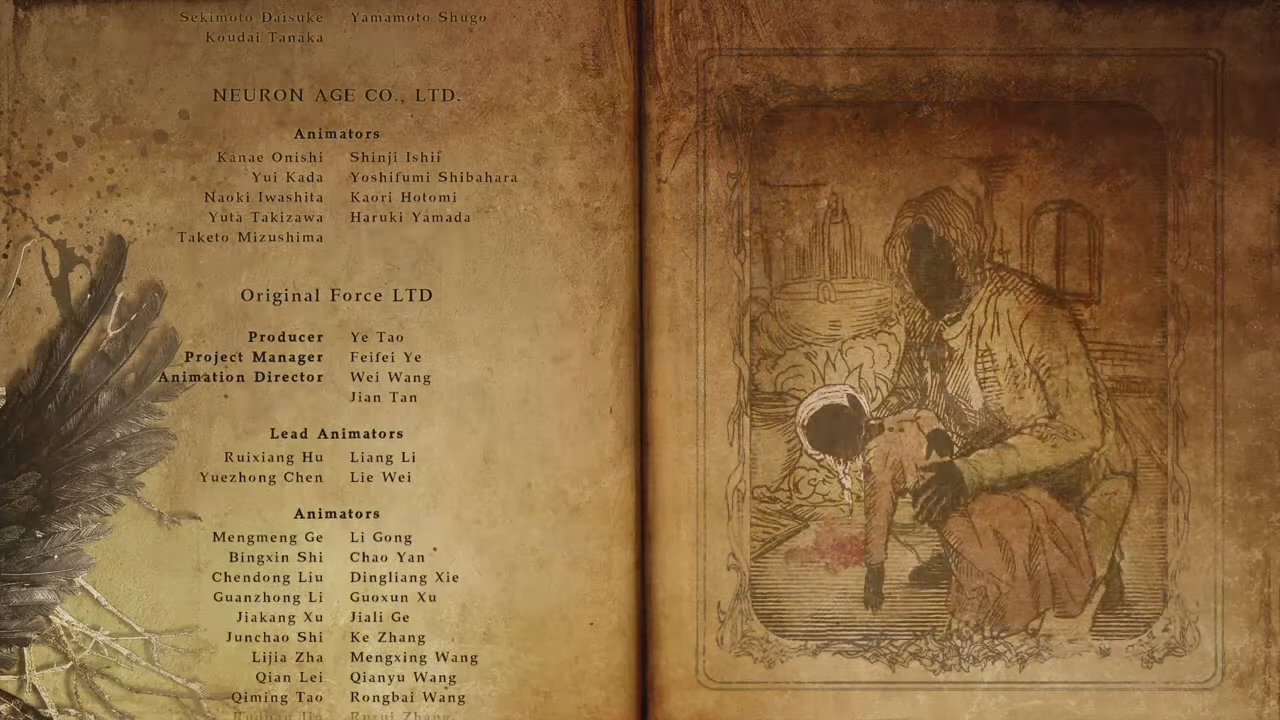 Sekimoto Daisuke Yamamoto Shugo
Koudai Tanaka
NEURON AGE CO., LTD.
Animators
Kanae Onishi Shinji Ishii
Yui Kada Yoshifumi Shibahara
Naoki Iwashita Kaori Hotomi
Yuta Takizawa Haruki Yamada
Taketo Mizushima
Original Force LTD
Producer Ye Tao
Project Manager Feifei Ye
Animation Director Wei Wang
Jian Tan
Lead Animators
Ruixiang Hu Liang Li
Yuezhong Chen Lie Wei
Animators
Mengmeng Ge Li Gong
Bingxin Shi Chao Yan
Chendong Liu Dingliang Xie
Guanzhong Li Guoxun Xu
Jiakang Xu Jiali Ge
Junchao Shi Ke Zhang
Lijia Zha Mengxing Wang
Qian Lei Qianyu Wang
Qiming Tao Rongbai Wang
Zhang